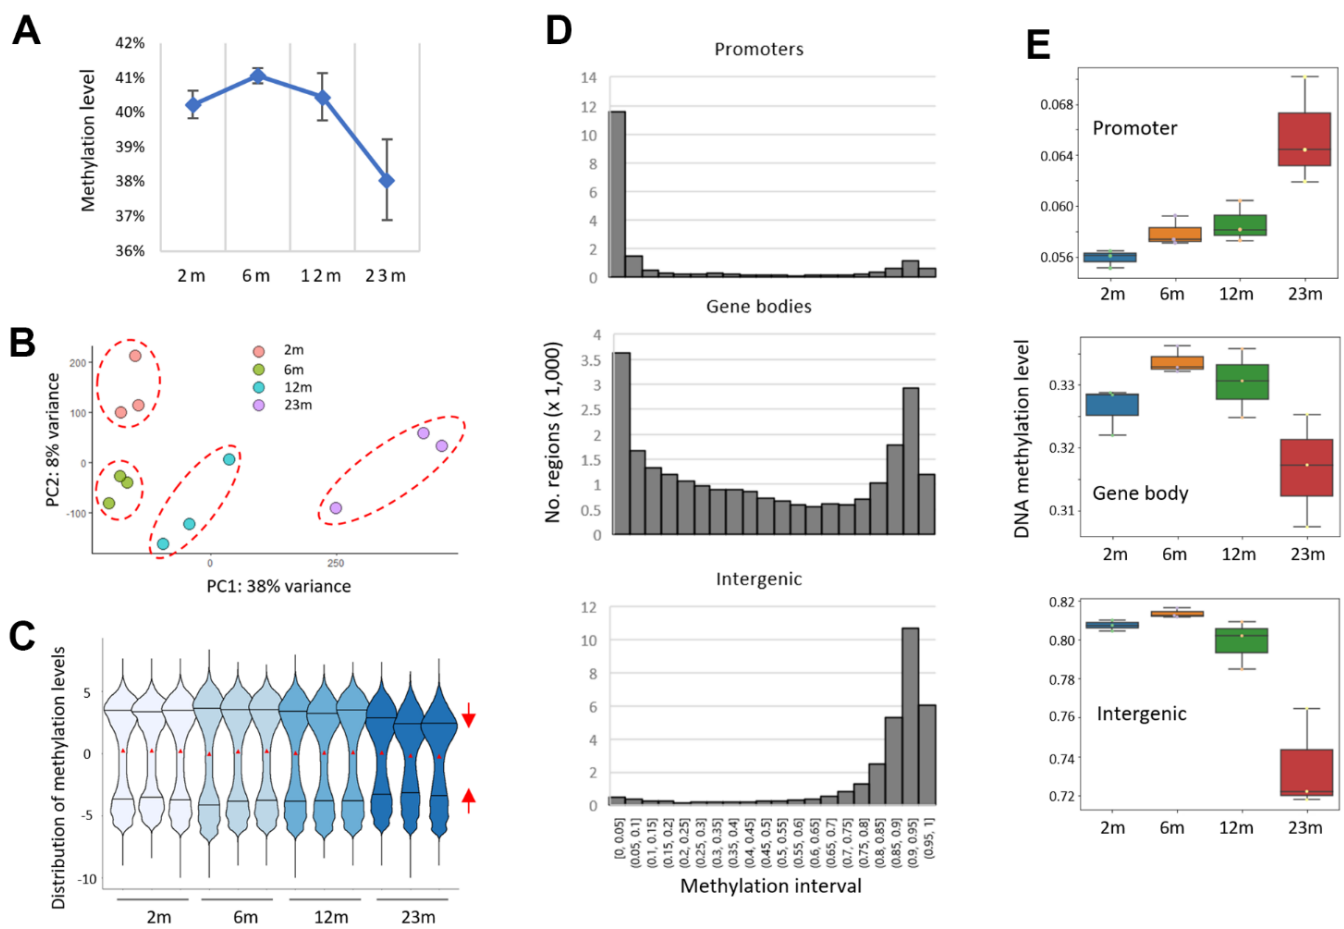 A
42%
41%
40%
39%
38%
37%
36%
Methylation level
2m
6m
12m
23m
B
200
100
0
-100
PC2: 8% variance
2m
6m
12m
23m
0
250
PC1: 38% variance
C
5
0
-5
-10
Distribution of methylation levels
2m
6m
12m
23m
D
Promoters
14
12
10
8
6
4
2
0
Gene bodies
4
3.5
3
2.5
2
1.5
1
0.5
0
No. regions (x 1,000)
Intergenic
12
10
8
6
4
2
0
[0, 0.05]
(0.05, 0.1]
(0.1, 0.15]
(0.15, 0.2]
(0.2, 0.25]
(0.25, 0.3]
(0.3, 0.35]
(0.35, 0.4]
(0.4, 0.45]
(0.45, 0.5]
(0.5, 0.55]
(0.55, 0.6]
(0.6, 0.65]
(0.65, 0.7]
(0.7, 0.75]
(0.75, 0.8]
(0.8, 0.85]
(0.85, 0.9]
(0.9, 0.95]
(0.95, 1]
Methylation interval
E
0.068
0.064
0.060
0.056
Promoter
2m
6m
12m
23m
DNA methylation level
0.33
0.32
0.31
Gene body
2m
6m
12m
23m
0.82
0.80
0.78
0.76
0.74
0.72
Intergenic
2m
6m
12m
23m